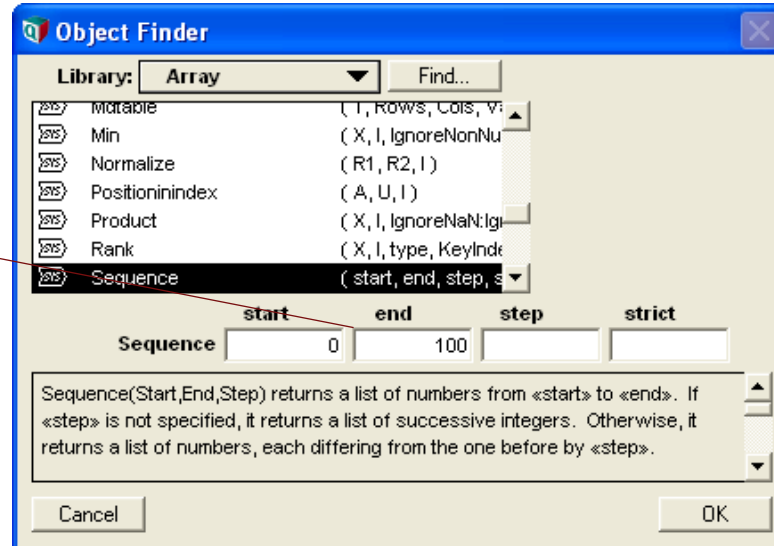 Object Finder
Library: Array Find...
Mdtable ( T, Rows, Cols, V
Min ( X, I, IgnoreNonNu
Normalize ( R1, R2, I )
Positioninindex ( A, U, I )
Product ( X, I, IgnoreNaN:Ig
Rank ( X, I, type, KeyInde
Sequence ( start, end, step, s
start end step strict
Sequence 0 100
Sequence(Start,End,Step) returns a list of numbers from «start» to «end». If
«step» is not specified, it returns a list of successive integers. Otherwise, it
returns a list of numbers, each differing from the one before by «step».
Cancel OK